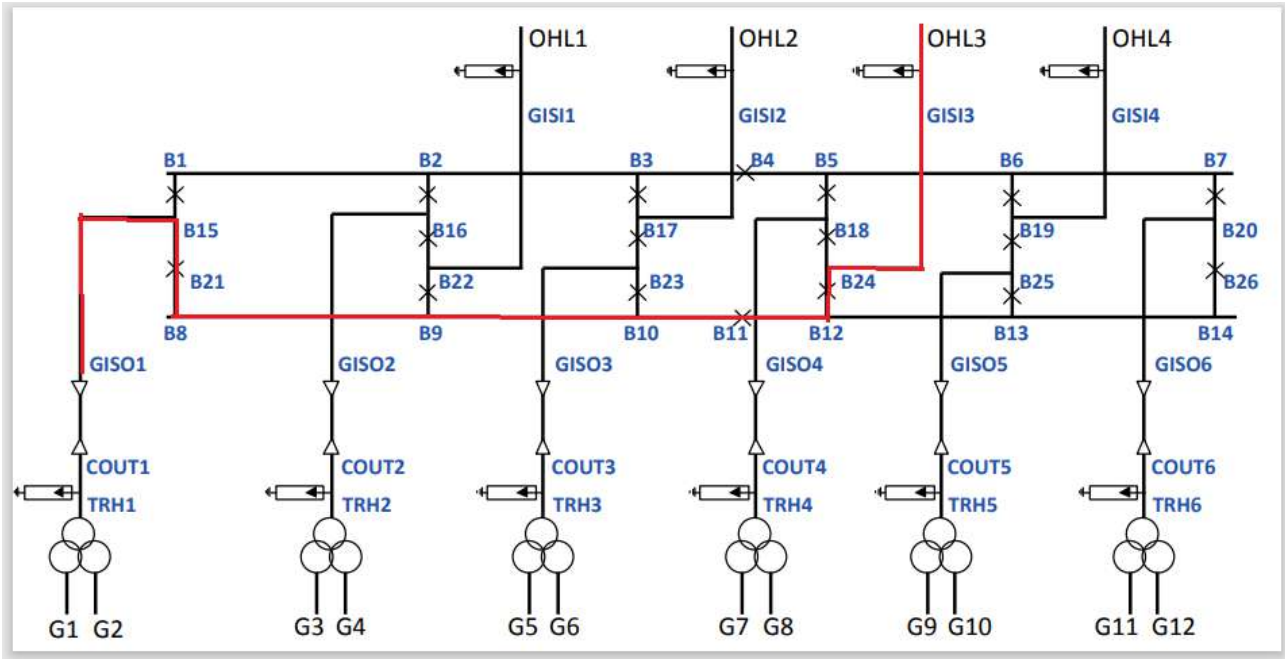 OHL1 OHL2 OHL3 OHL4
GISI1 GISI2 GISI3 GISI4
B1 B2 B3 B4 B5 B6 B7
B15 B16 B17 B18 B19 B20
B21 B22 B23 B24 B25 B26
B8 B9 B10 B11 B12 B13 B14
GISO1 GISO2 GISO3 GISO4 GISO5 GISO6
COUT1 COUT2 COUT3 COUT4 COUT5 COUT6
TRH1 TRH2 TRH3 TRH4 TRH5 TRH6
G1 G2 G3 G4 G5 G6 G7 G8 G9 G10 G11 G12